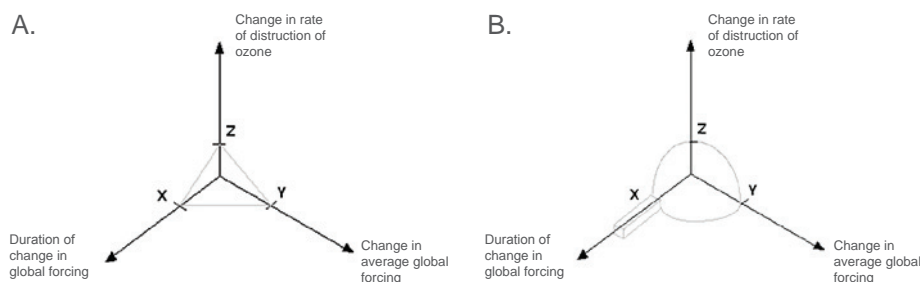 A.
Change in rate
of distruction of
ozone
Z
X
Y
Duration of
change in
global forcing
Change in
average global
forcing
B.
Change in rate
of distruction of
ozone
Z
X
Y
Duration of
change in
global forcing
Change in
average global
forcing